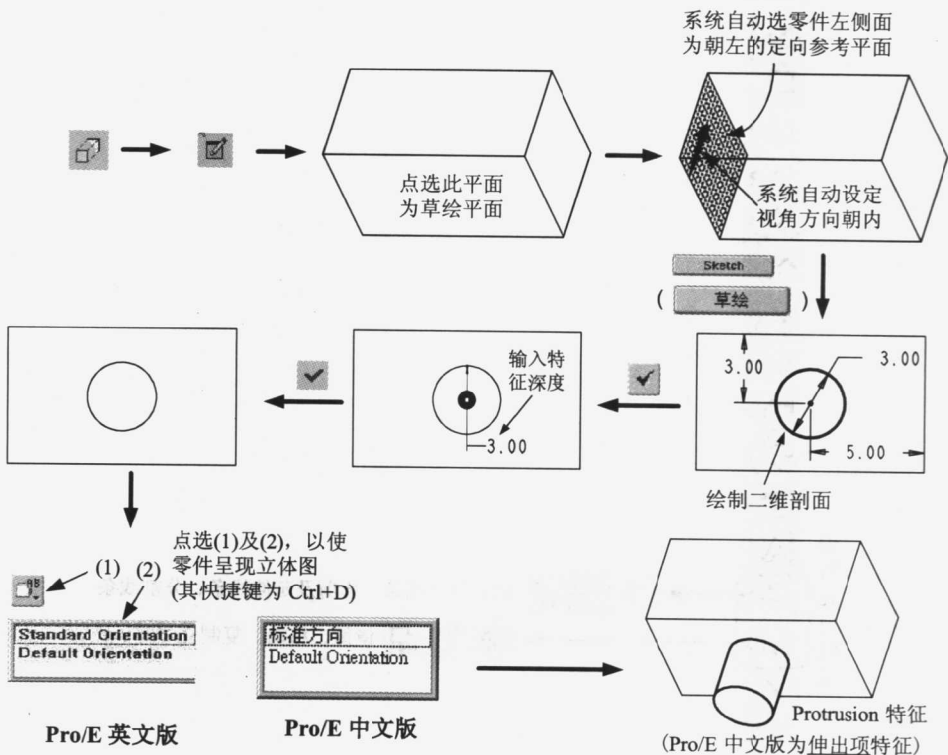 系统自动选零件左侧面
为朝左的定向参考平面
点选此平面
为草绘平面
系统自动设定
视角方向朝内
Sketch
( 草绘 )
输入特
征深度
3.00
3.00
3.00
5.00
绘制二维剖面
点选(1)及(2)，以使
零件呈现立体图
(其快捷键为 Ctrl+D)
(1) (2)
Standard Orientation
Default Orientation
标准方向
Default Orientation
Pro/E 英文版
Pro/E 中文版
Protrusion 特征
(Pro/E 中文版为伸出项特征)